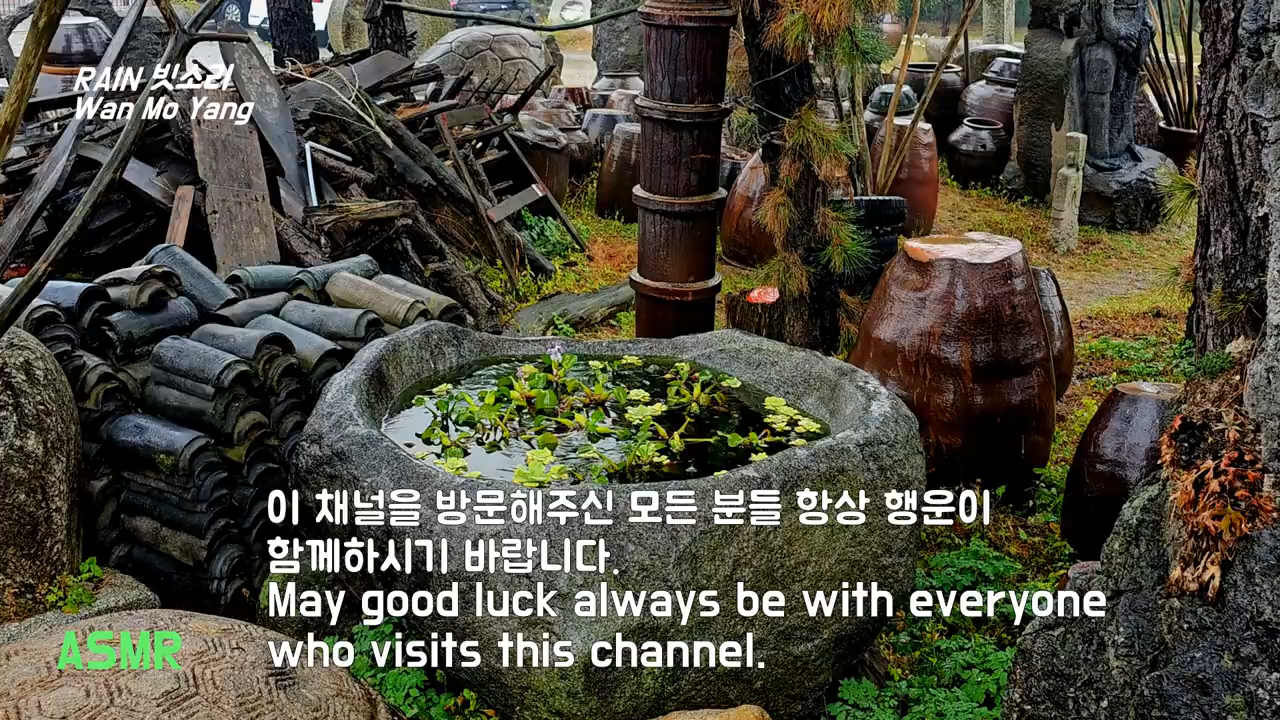 RAIN 빗소리
Wan Mo Yang
이 채널을 방문해주신 모든 분들 항상 행운이
함께하시기 바랍니다.
May good luck always be with everyone
who visits this channel.
ASMR